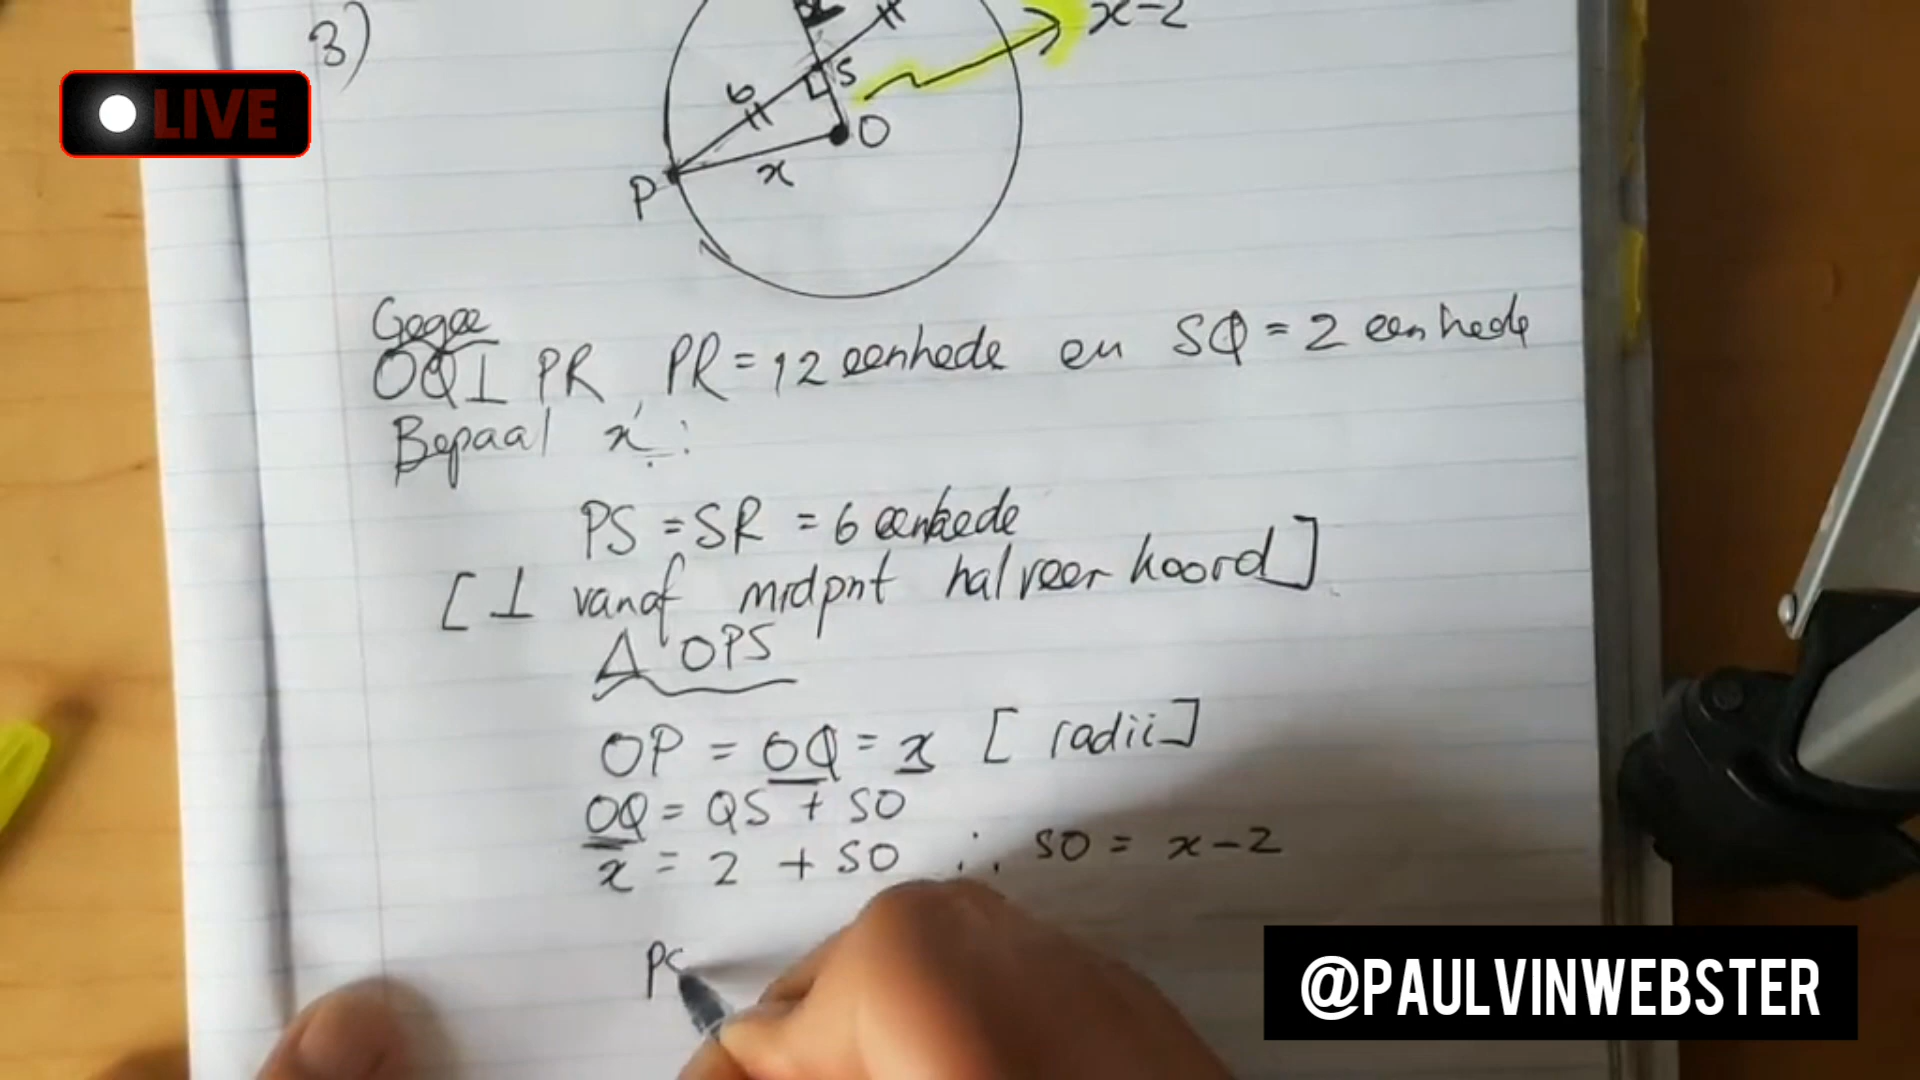 3)
LIVE
x-2
6
S
O
x
P
Gegee
OQ⊥ PR, PR = 12 eenhede en SQ = 2 eenhede
Bepaal x :
PS = SR = 6 eenhede
[⊥ vanaf midpnt halveer koord]
Δ OPS
OP = OQ = x [radii]
OQ = QS + SO
x = 2 + SO ∴ SO = x-2
PS
@PAULVINWEBSTER